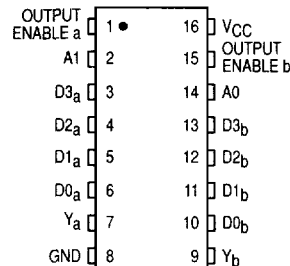 OUTPUT
ENABLE a 1 16 VCC
A1 2 15 OUTPUT
ENABLE b
D3a 3 14 A0
D2a 4 13 D3b
D1a 5 12 D2b
D0a 6 11 D1b
Ya 7 10 D0b
GND 8 9 Yb